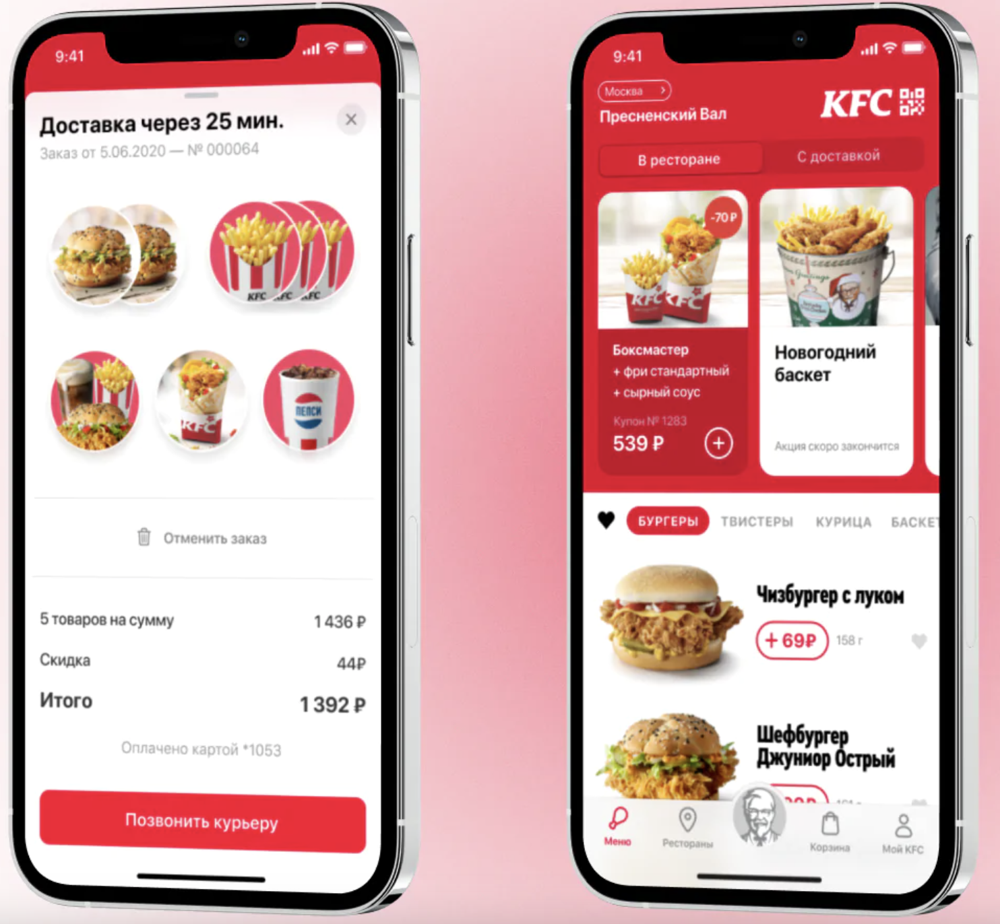 9:41
Доставка через 25 мин.
Заказ от 5.06.2020 — № 000064
KFC
KFC
KFC
KFC
ПЕПСИ
Отменить заказ
5 товаров на сумму 1 436 ₽
Скидка 44₽
Итого 1 392 ₽
Оплачено картой *1053
Позвонить курьеру
9:41
Москва
Пресненский Вал
KFC
В ресторане
С доставкой
-70 ₽
KFC
KFC
Greetings
Боксмастер
+ фри стандартный
+ сырный соус
Купон № 1283
539 ₽
Новогодний
баскет
Акция скоро закончится
БУРГЕРЫ ТВИСТЕРЫ КУРИЦА БАСКЕТ
Чизбургер с луком
+ 69₽ 158 г
Шефбургер
Джуниор Острый
Меню Рестораны Корзина Мой KFC